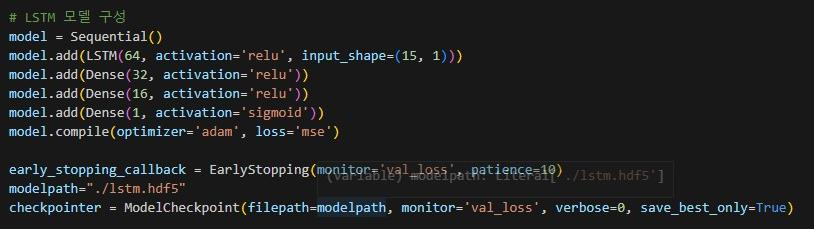 # LSTM 모델 구성
model = Sequential()
model.add(LSTM(64, activation='relu', input_shape=(15, 1)))
model.add(Dense(32, activation='relu'))
model.add(Dense(16, activation='relu'))
model.add(Dense(1, activation='sigmoid'))
model.compile(optimizer='adam', loss='mse')
early_stopping_callback = EarlyStopping(monitor='val_loss', patience=10)
(variable) modelpath: Literal['./lstm.hdf5']
modelpath="./lstm.hdf5"
checkpointer = ModelCheckpoint(filepath=modelpath, monitor='val_loss', verbose=0, save_best_only=True)